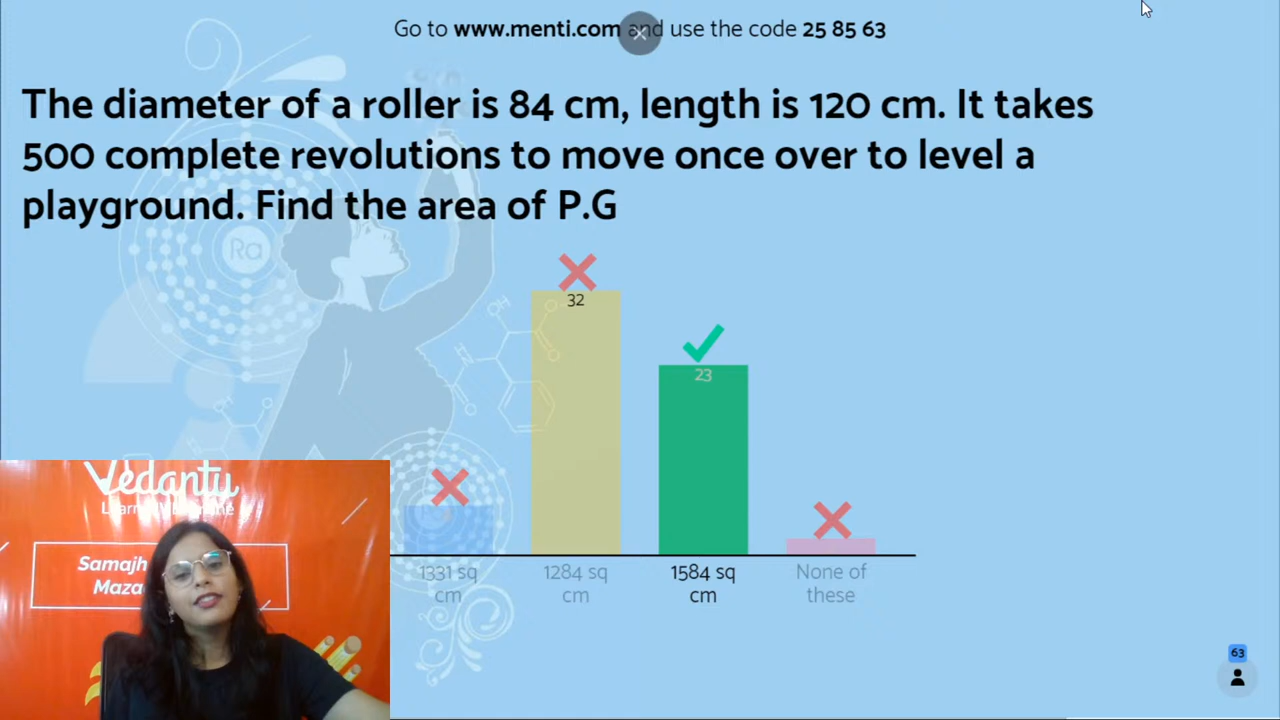 Go to www.menti.com and use the code 25 85 63
The diameter of a roller is 84 cm, length is 120 cm. It takes
500 complete revolutions to move once over to level a
playground. Find the area of P.G
Ra
OH
32
23
1331 sq
cm
1284 sq
cm
1584 sq
cm
None of
these
Vedantu
Samajh
63